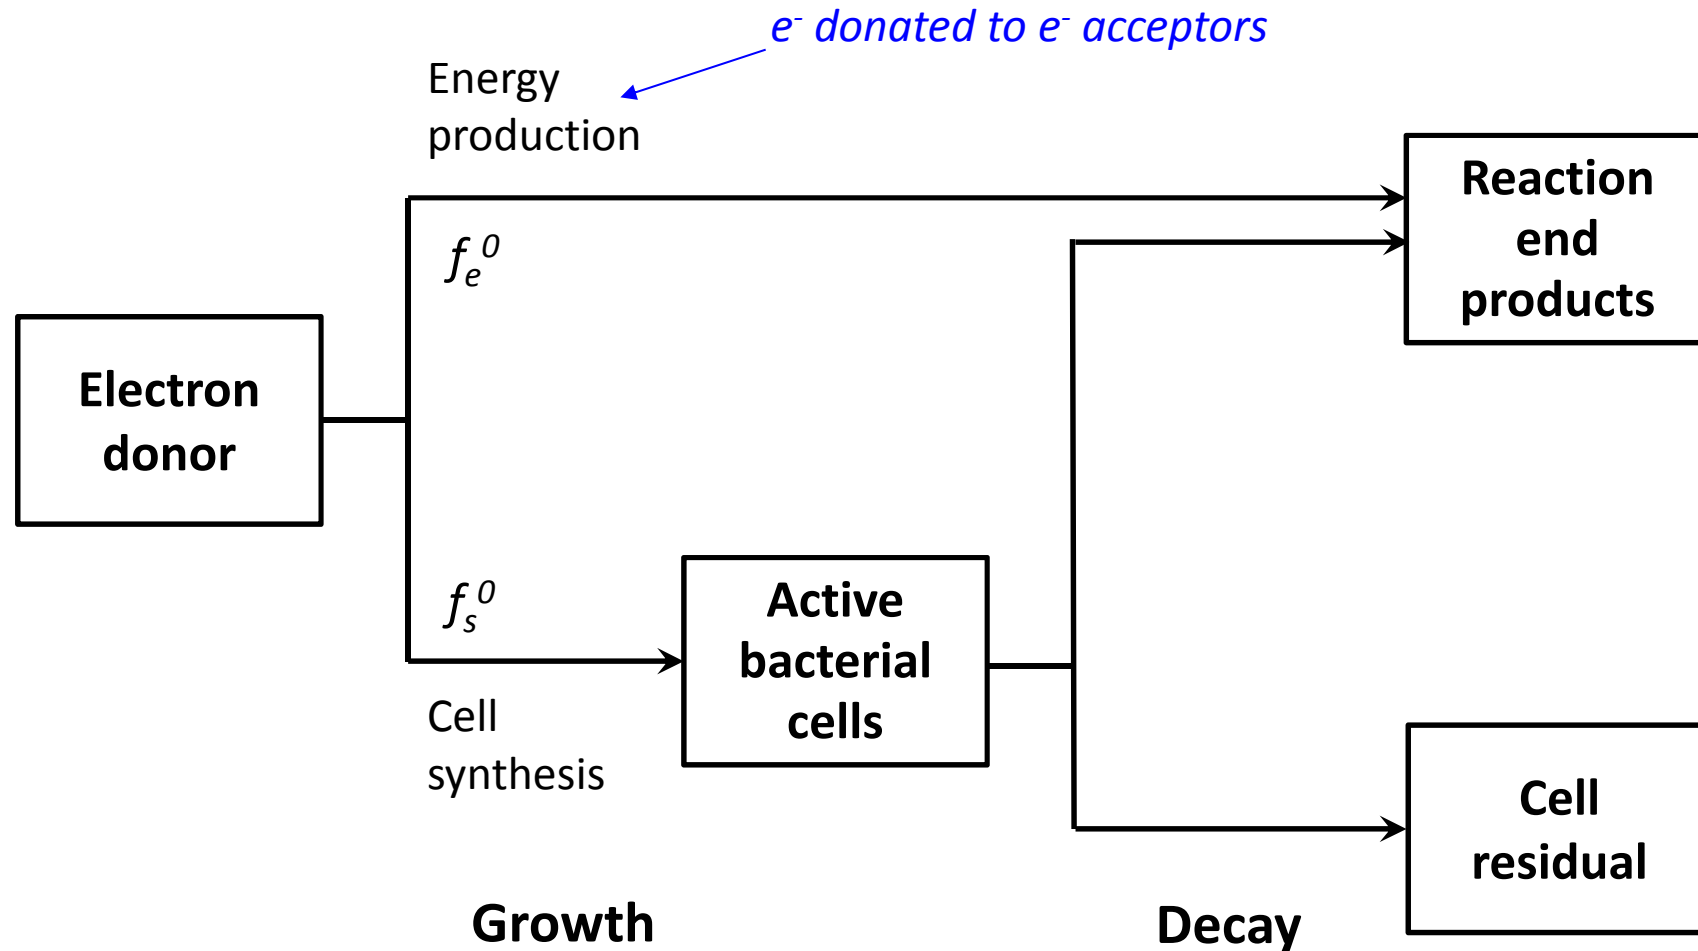 e⁻ donated to e⁻ acceptors
Energy
production
Reaction
end
products
fₑ⁰
Electron
donor
fₛ⁰
Active
bacterial
cells
Cell
synthesis
Cell
residual
Growth
Decay